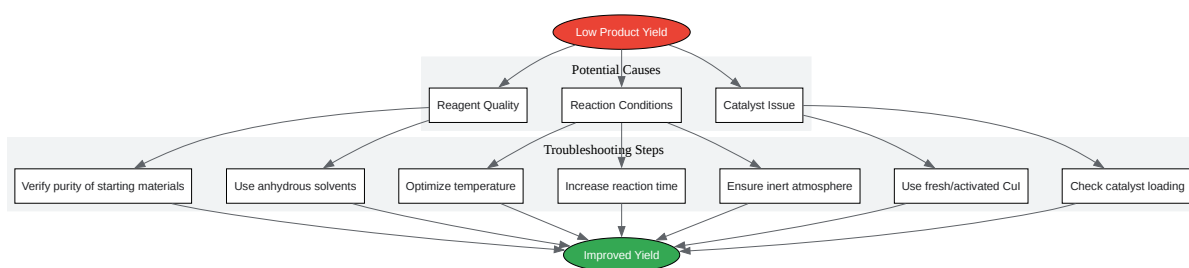 Low Product Yield
Potential Causes
Reagent Quality
Reaction Conditions
Catalyst Issue
Troubleshooting Steps
Verify purity of starting materials
Use anhydrous solvents
Optimize temperature
Increase reaction time
Ensure inert atmosphere
Use fresh/activated CuI
Check catalyst loading
Improved Yield